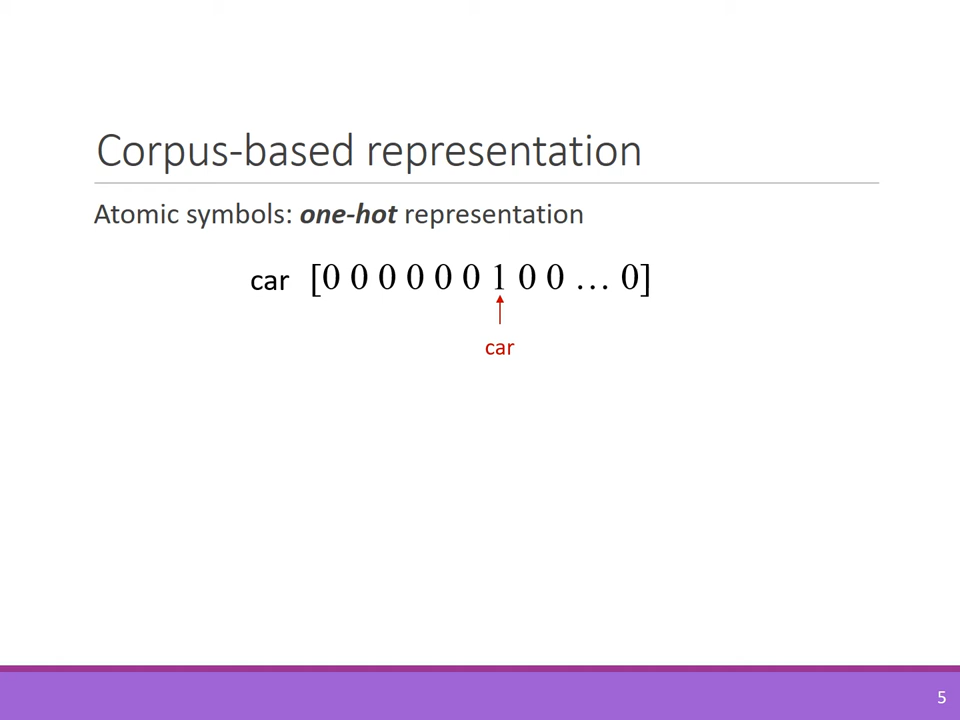 Corpus-based representation
Atomic symbols: one-hot representation
car [0 0 0 0 0 0 1 0 0 … 0]
car
5